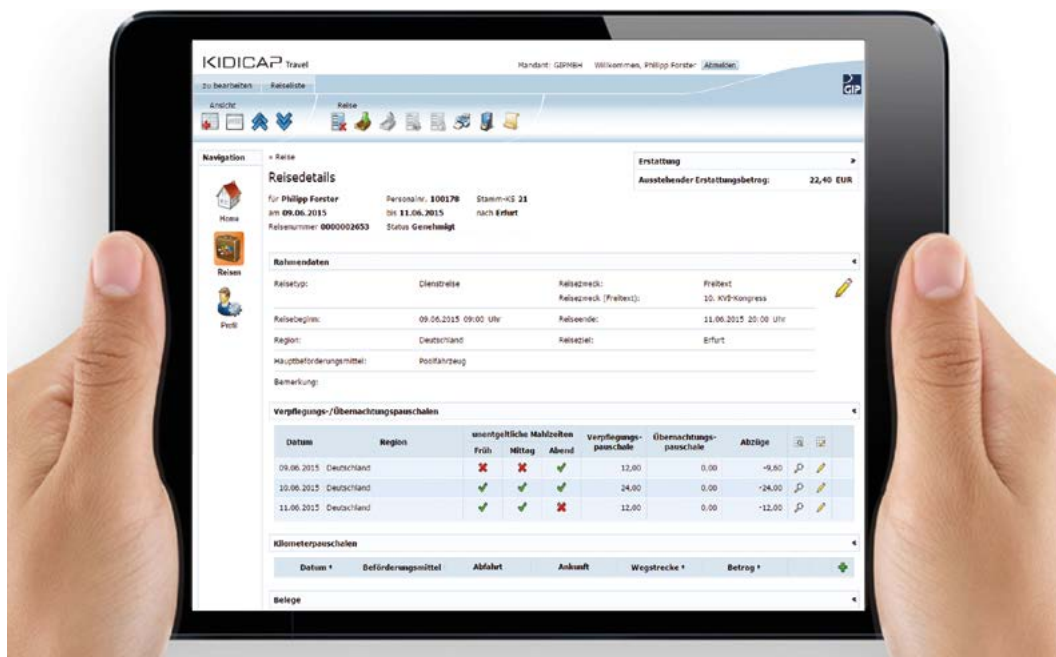 KIDICAP Travel
Mandant: GIPMBH Willkommen, Philipp Forster Abmelden
zu bearbeiten Reiseliste
GIP
Ansicht Reise
Navigation
Home
Reisen
Profil
« Reise
Reisedetails
für Philipp Forster Personalnr. 100178 Stamm-KS 21
am 09.06.2015 bis 11.06.2015 nach Erfurt
Reisenummer 0000002653 Status Genehmigt
Erstattung
Ausstehender Erstattungsbetrag: 22,40 EUR
Rahmendaten
Reisetyp: Dienstreise Reisezweck: Freitext
Reisezweck (Freitext): 10. KVI-Kongress
Reisebeginn: 09.06.2015 09:00 Uhr Reiseende: 11.06.2015 20:00 Uhr
Region: Deutschland Reiseziel: Erfurt
Hauptbeförderungsmittel: Poolfahrzeug
Bemerkung:
Verpflegungs-/Übernachtungspauschalen
Datum Region unentgeltliche Mahlzeiten Verpflegungs-pauschale Übernachtungs-pauschale Abzüge
Früh Mittag Abend
09.06.2015 Deutschland 12,00 0,00 -9,60
10.06.2015 Deutschland 24,00 0,00 -24,00
11.06.2015 Deutschland 12,00 0,00 -12,00
Kilometerpauschalen
Datum Beförderungsmittel Abfahrt Ankunft Wegstrecke Betrag
Belege